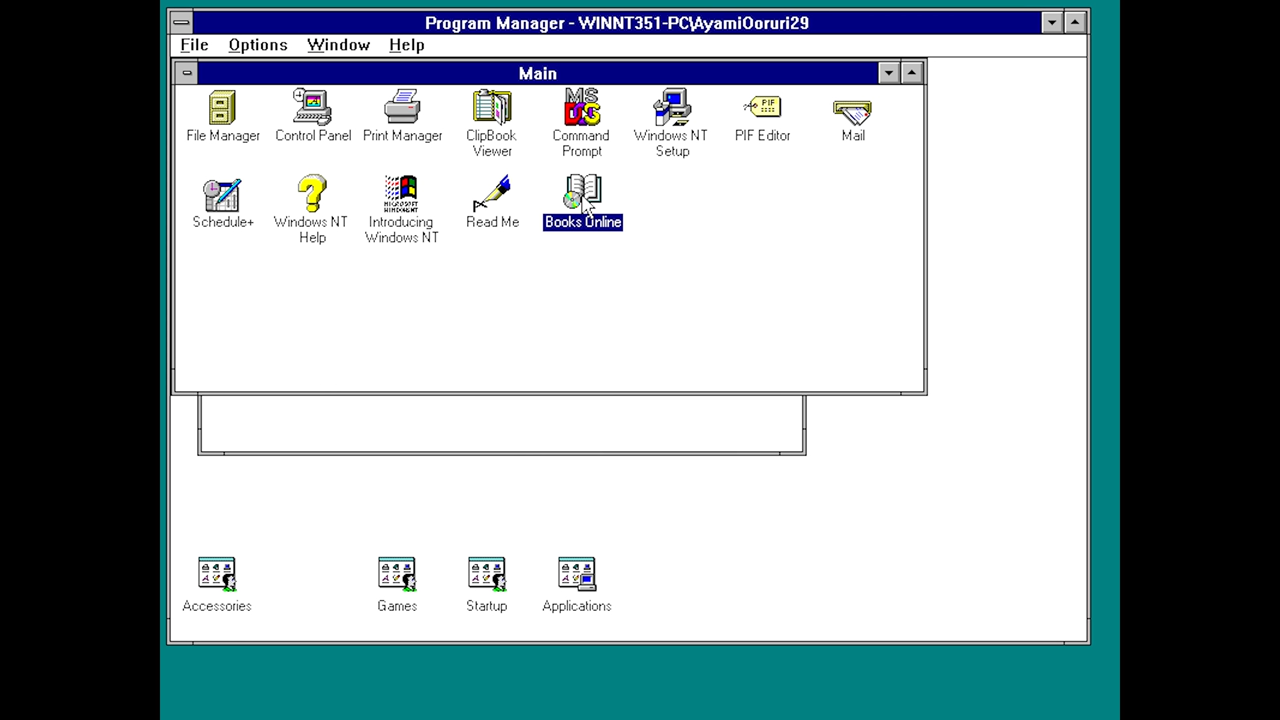 Program Manager - WINNT351-PC\AyamiOoruri29
File Options Window Help
Main
File Manager Control Panel Print Manager ClipBook Viewer Command Prompt Windows NT Setup PIF Editor Mail
Schedule+ Windows NT Help Introducing Windows NT Read Me Books Online
Accessories Games Startup Applications